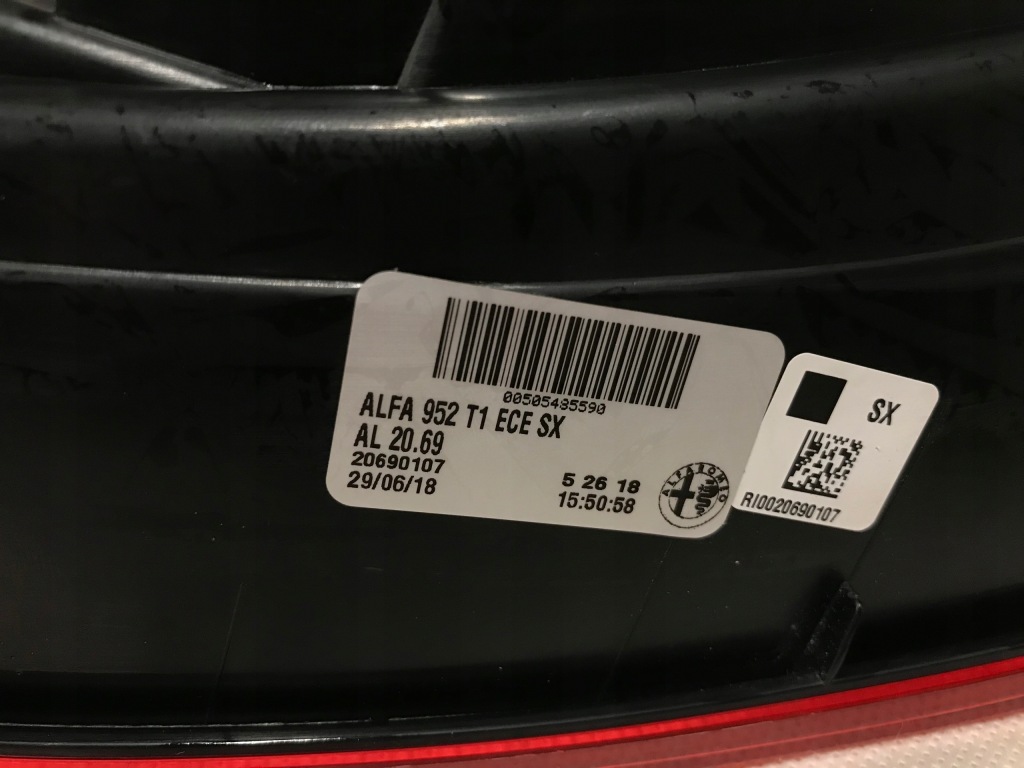 00505485590
ALFA 952 T1 ECE SX
AL 20.69
20690107
29/06/18
5 26 18
15:50:58
ALFA ROMEO
SX
RI0020690107